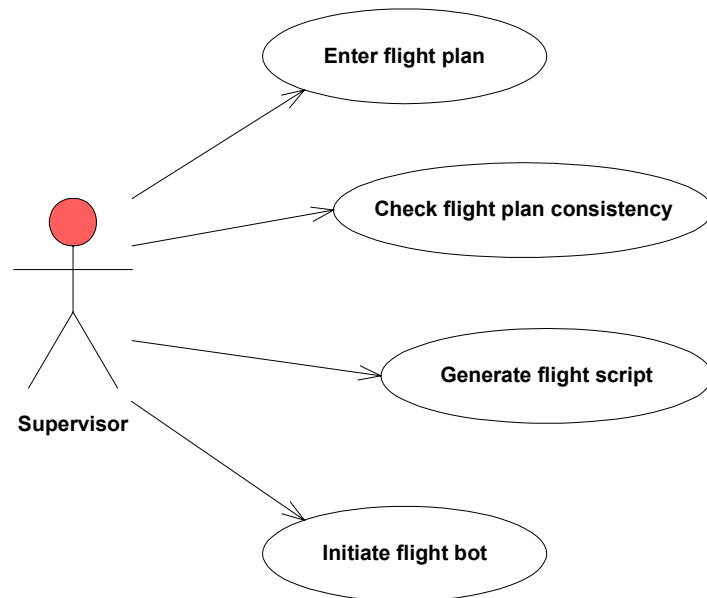 Enter flight plan
Check flight plan consistency
Generate flight script
Supervisor
Initiate flight bot